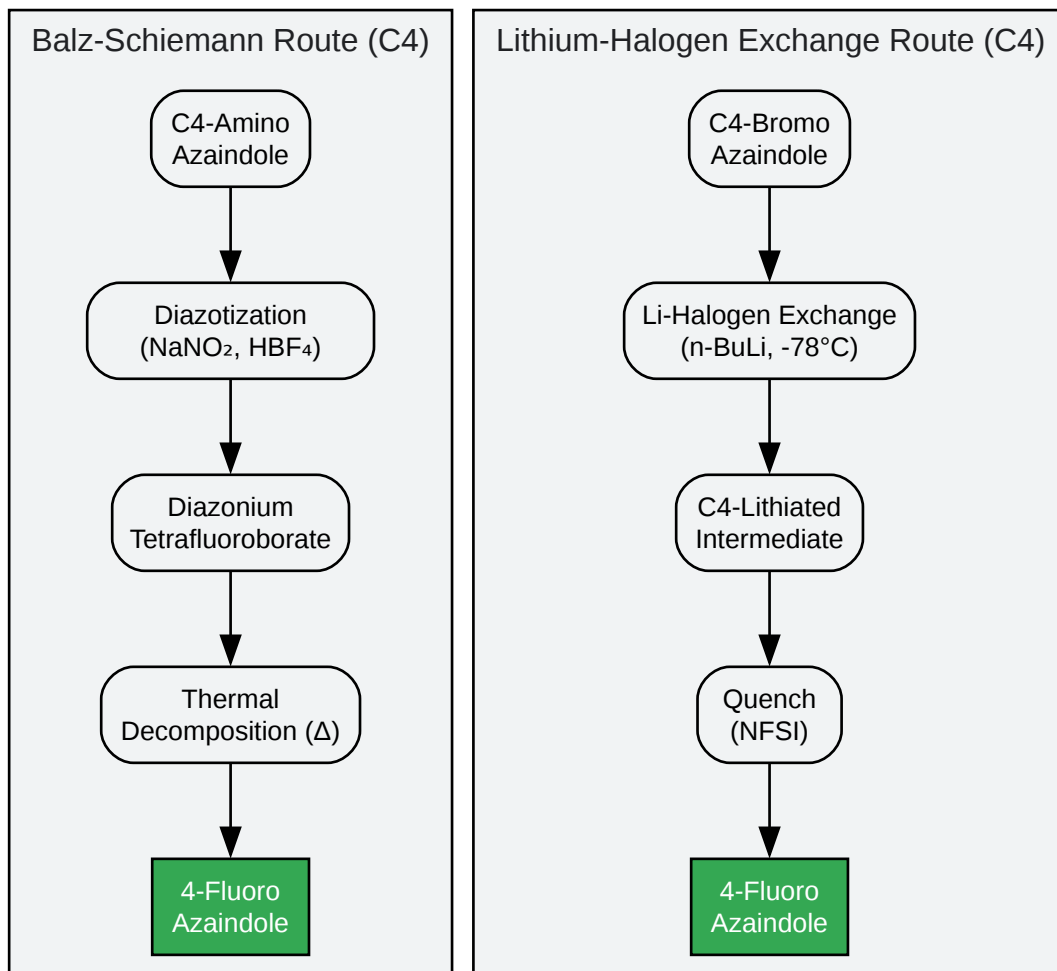 Balz-Schiemann Route (C4)
C4-Amino
Azaindole
Diazotization
(NaNO₂, HBF₄)
Diazonium
Tetrafluoroborate
Thermal
Decomposition (Δ)
4-Fluoro
Azaindole
Lithium-Halogen Exchange Route (C4)
C4-Bromo
Azaindole
Li-Halogen Exchange
(n-BuLi, -78°C)
C4-Lithiated
Intermediate
Quench
(NFSI)
4-Fluoro
Azaindole